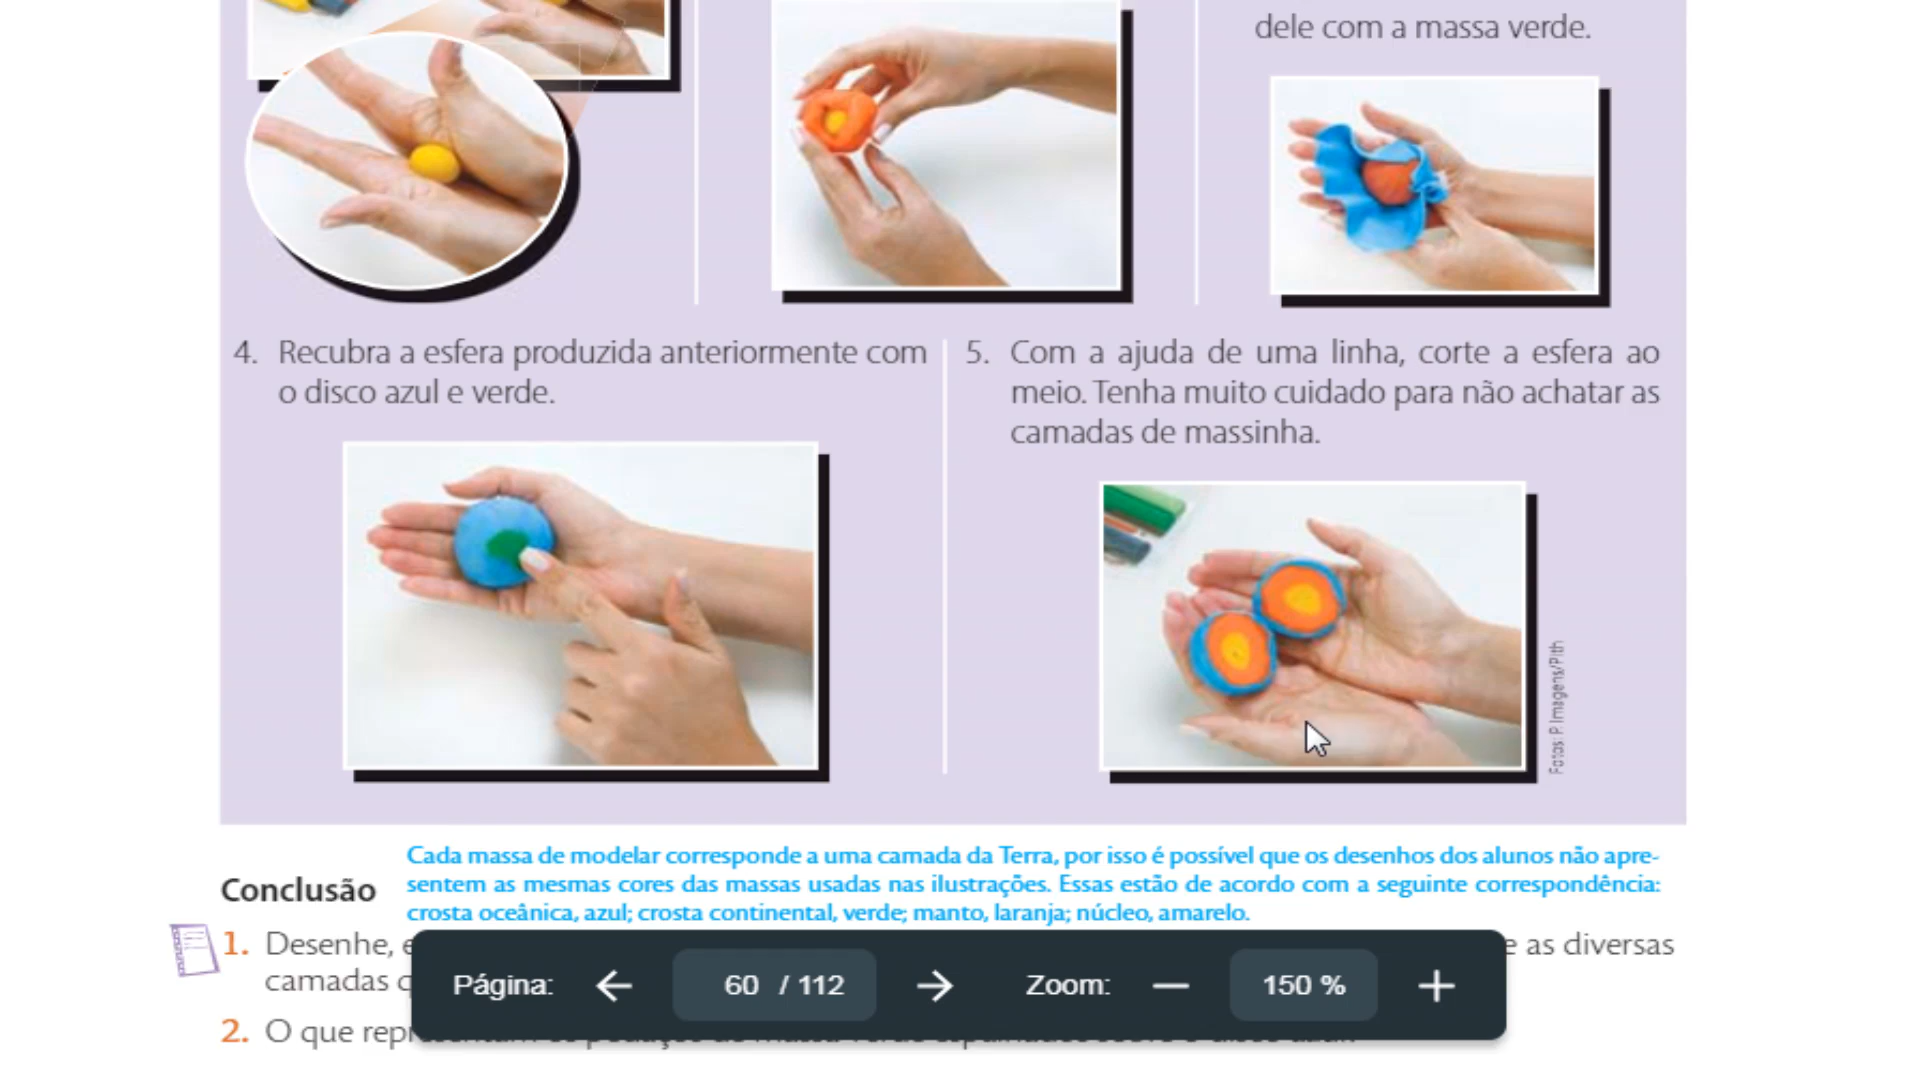 dele com a massa verde.
4. Recubra a esfera produzida anteriormente com
o disco azul e verde.
5. Com a ajuda de uma linha, corte a esfera ao
meio. Tenha muito cuidado para não achatar as
camadas de massinha.
Fotos: P.Imagens/Pith
Cada massa de modelar corresponde a uma camada da Terra, por isso é possível que os desenhos dos alunos não apre-
sentem as mesmas cores das massas usadas nas ilustrações. Essas estão de acordo com a seguinte correspondência:
crosta oceânica, azul; crosta continental, verde; manto, laranja; núcleo, amarelo.
Conclusão
1. Desenhe, e as diversas
camadas
2. O que
Página: 60 / 112 Zoom: 150 %